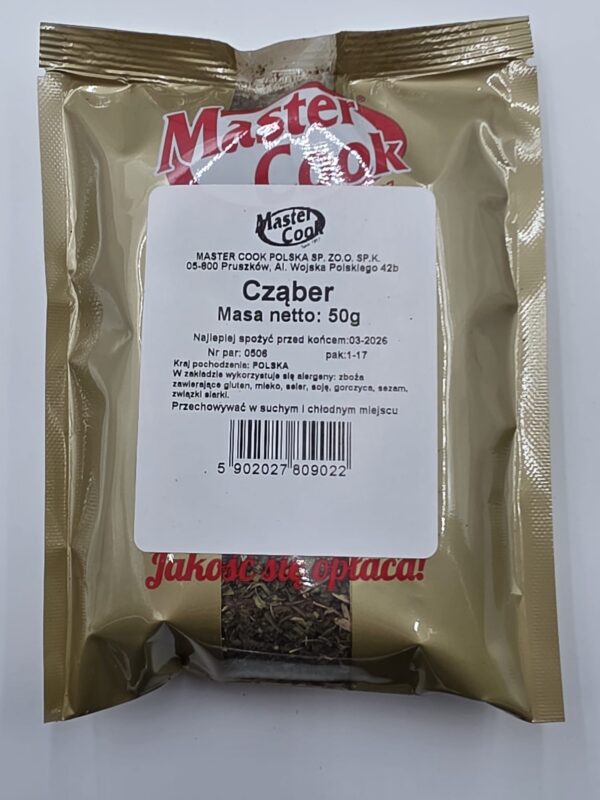 Master
Cook
Master
Cook
MASTER COOK POLSKA SP. ZO.O. SP.K.
05-800 Pruszków, Al. Wojska Polskiego 42b
Cząber
Masa netto: 50g
Najlepiej spożyć przed końcem:03-2026
Nr par: 0506 pak:1-17
Kraj pochodzenia: POLSKA
W zakładzie wykorzystuje się alergeny: zboża
zawierające gluten, mleko, seler, soję, gorczyca, sezam,
związki siarki.
Przechowywać w suchym i chłodnym miejscu
5 902027 809022
Jakość się opłaca!